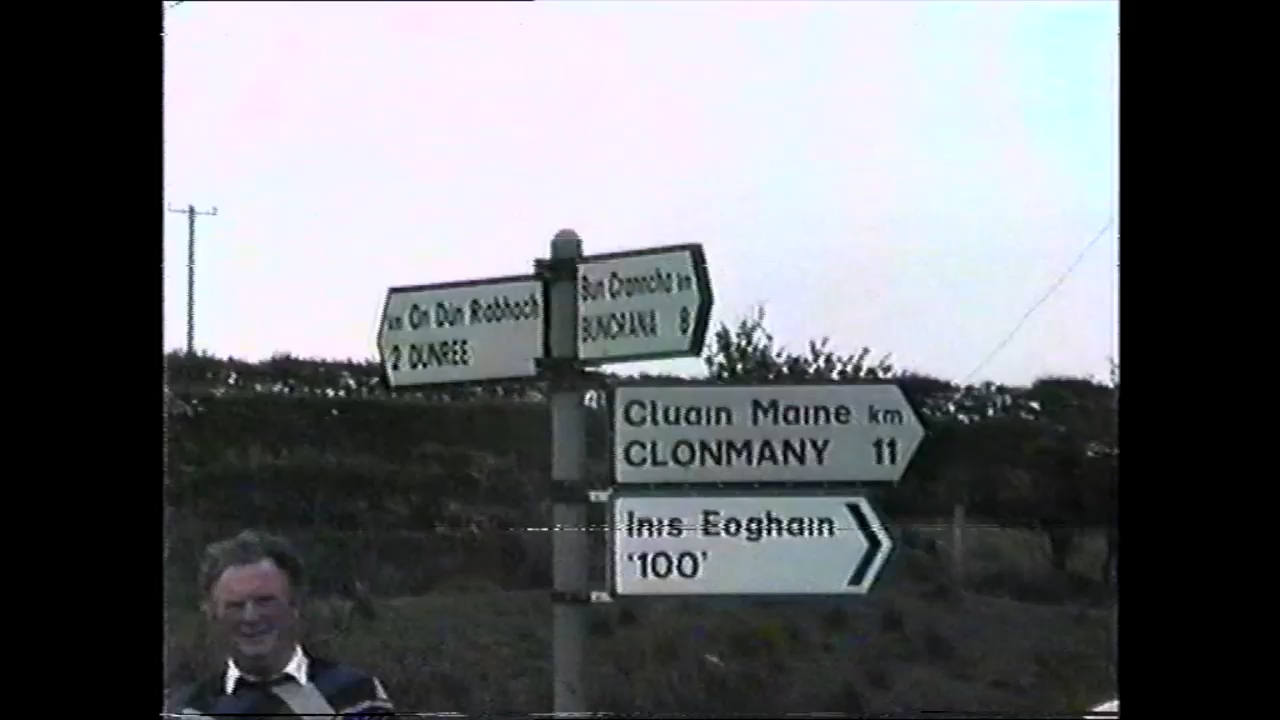 km An Dún Riabhach
2 DUNREE
Bun Cranncha km
BUNCRANA 8
Cluain Maine km
CLONMANY 11
Inis Eoghain
'100'